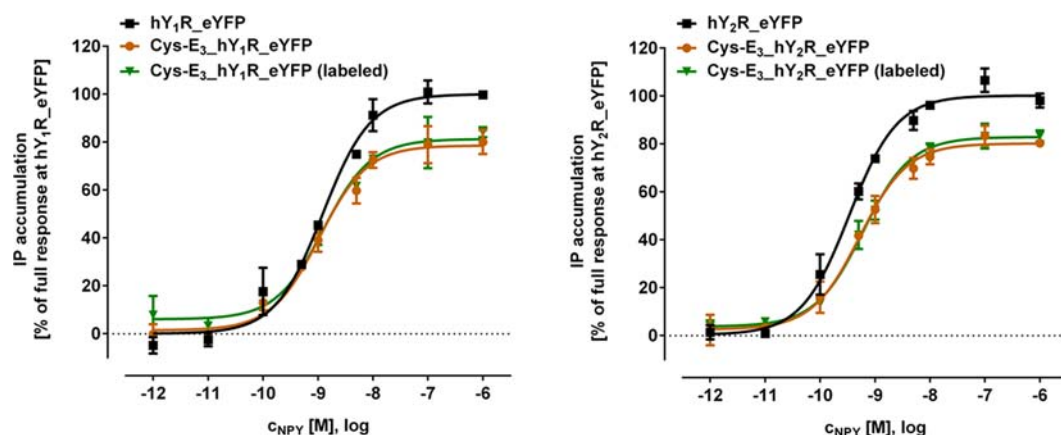 hY₁R_eYFP
Cys-E₃_hY₁R_eYFP
Cys-E₃_hY₁R_eYFP (labeled)
IP accumulation
[% of full response at hY₁R_eYFP]
120
100
80
60
40
20
0
-12 -11 -10 -9 -8 -7 -6
cNPY [M], log
hY₂R_eYFP
Cys-E₃_hY₂R_eYFP
Cys-E₃_hY₂R_eYFP (labeled)
IP accumulation
[% of full response at hY₂R_eYFP]
120
100
80
60
40
20
0
-12 -11 -10 -9 -8 -7 -6
cNPY [M], log